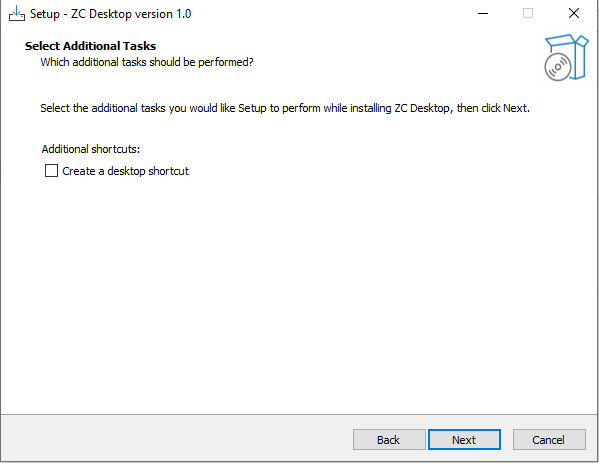 Setup - ZC Desktop version 1.0
Select Additional Tasks
Which additional tasks should be performed?
Select the additional tasks you would like Setup to perform while installing ZC Desktop, then click Next.
Additional shortcuts:
Create a desktop shortcut
Back
Next
Cancel